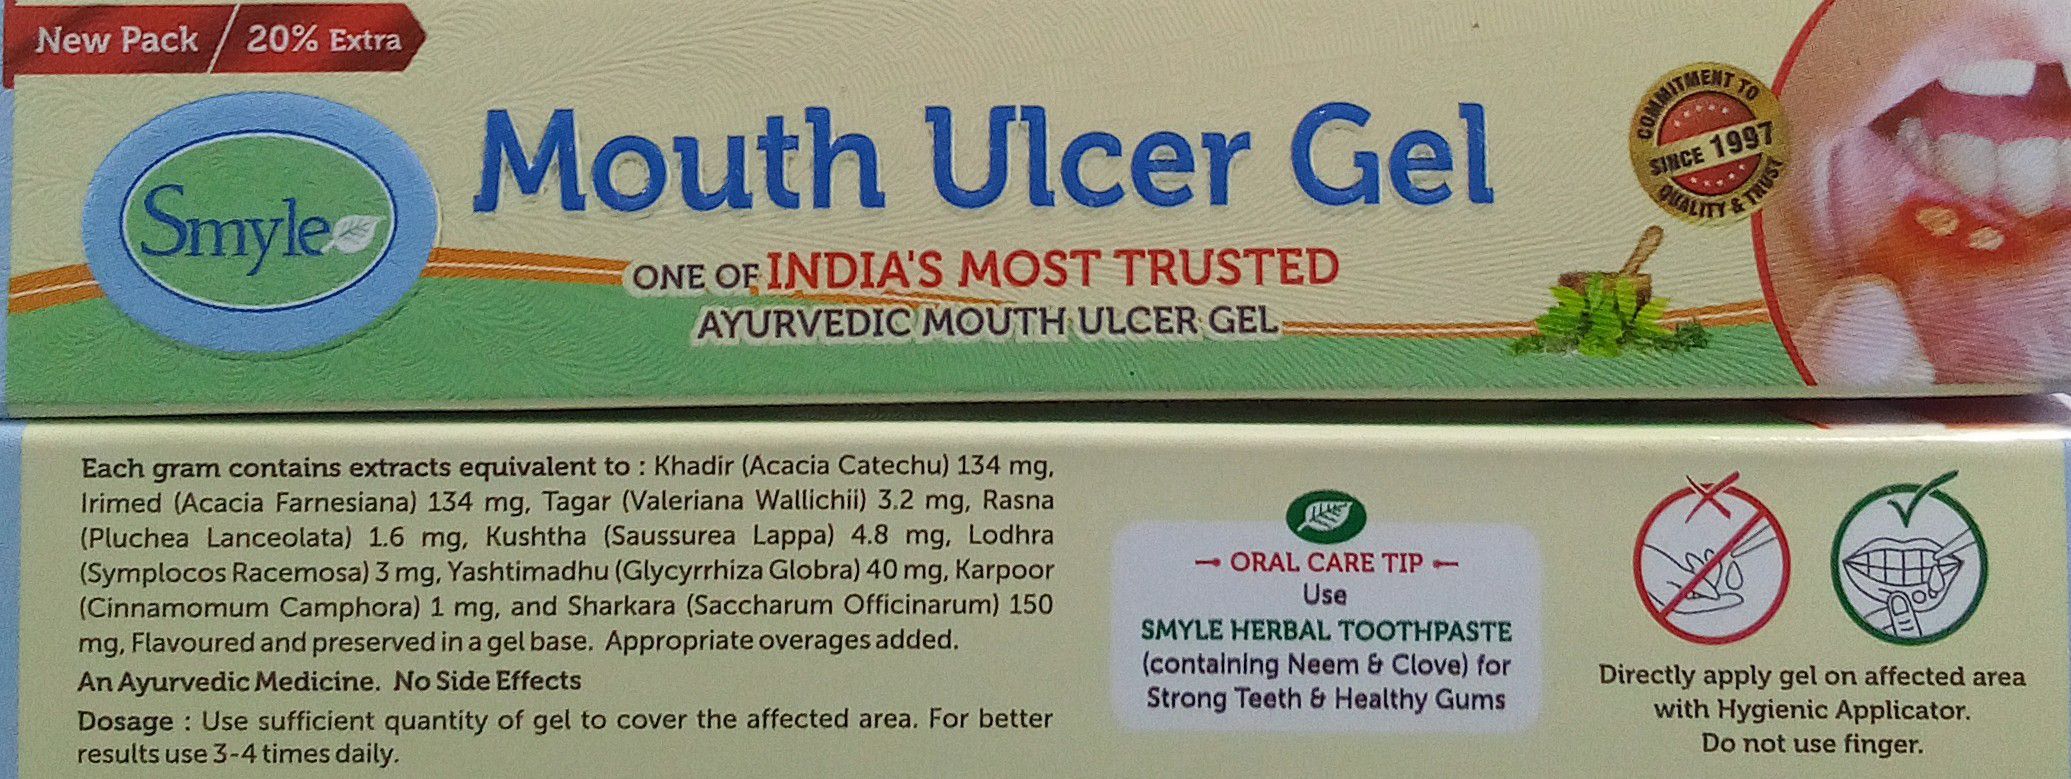 New Pack / 20% Extra
Smyle
Mouth Ulcer Gel
ONE OF INDIA'S MOST TRUSTED
AYURVEDIC MOUTH ULCER GEL
COMMITMENT TO
SINCE 1997
QUALITY & TRUST
Each gram contains extracts equivalent to : Khadir (Acacia Catechu) 134 mg,
Irimed (Acacia Farnesiana) 134 mg, Tagar (Valeriana Wallichii) 3.2 mg, Rasna
(Pluchea Lanceolata) 1.6 mg, Kushtha (Saussurea Lappa) 4.8 mg, Lodhra
(Symplocos Racemosa) 3 mg, Yashtimadhu (Glycyrrhiza Globra) 40 mg, Karpoor
(Cinnamomum Camphora) 1 mg, and Sharkara (Saccharum Officinarum) 150
mg, Flavoured and preserved in a gel base. Appropriate overages added.
An Ayurvedic Medicine. No Side Effects
Dosage : Use sufficient quantity of gel to cover the affected area. For better
results use 3-4 times daily.
ORAL CARE TIP
Use
SMYLE HERBAL TOOTHPASTE
(containing Neem & Clove) for
Strong Teeth & Healthy Gums
Directly apply gel on affected area
with Hygienic Applicator.
Do not use finger.